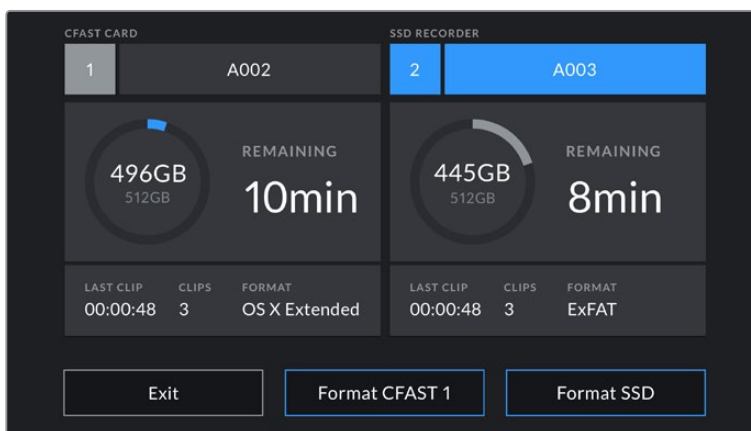 CFAST CARD
1 A002
496GB
512GB
REMAINING
10min
LAST CLIP CLIPS FORMAT
00:00:48 3 OS X Extended
SSD RECORDER
2 A003
445GB
512GB
REMAINING
8min
LAST CLIP CLIPS FORMAT
00:00:48 3 ExFAT
Exit Format CFAST 1 Format SSD